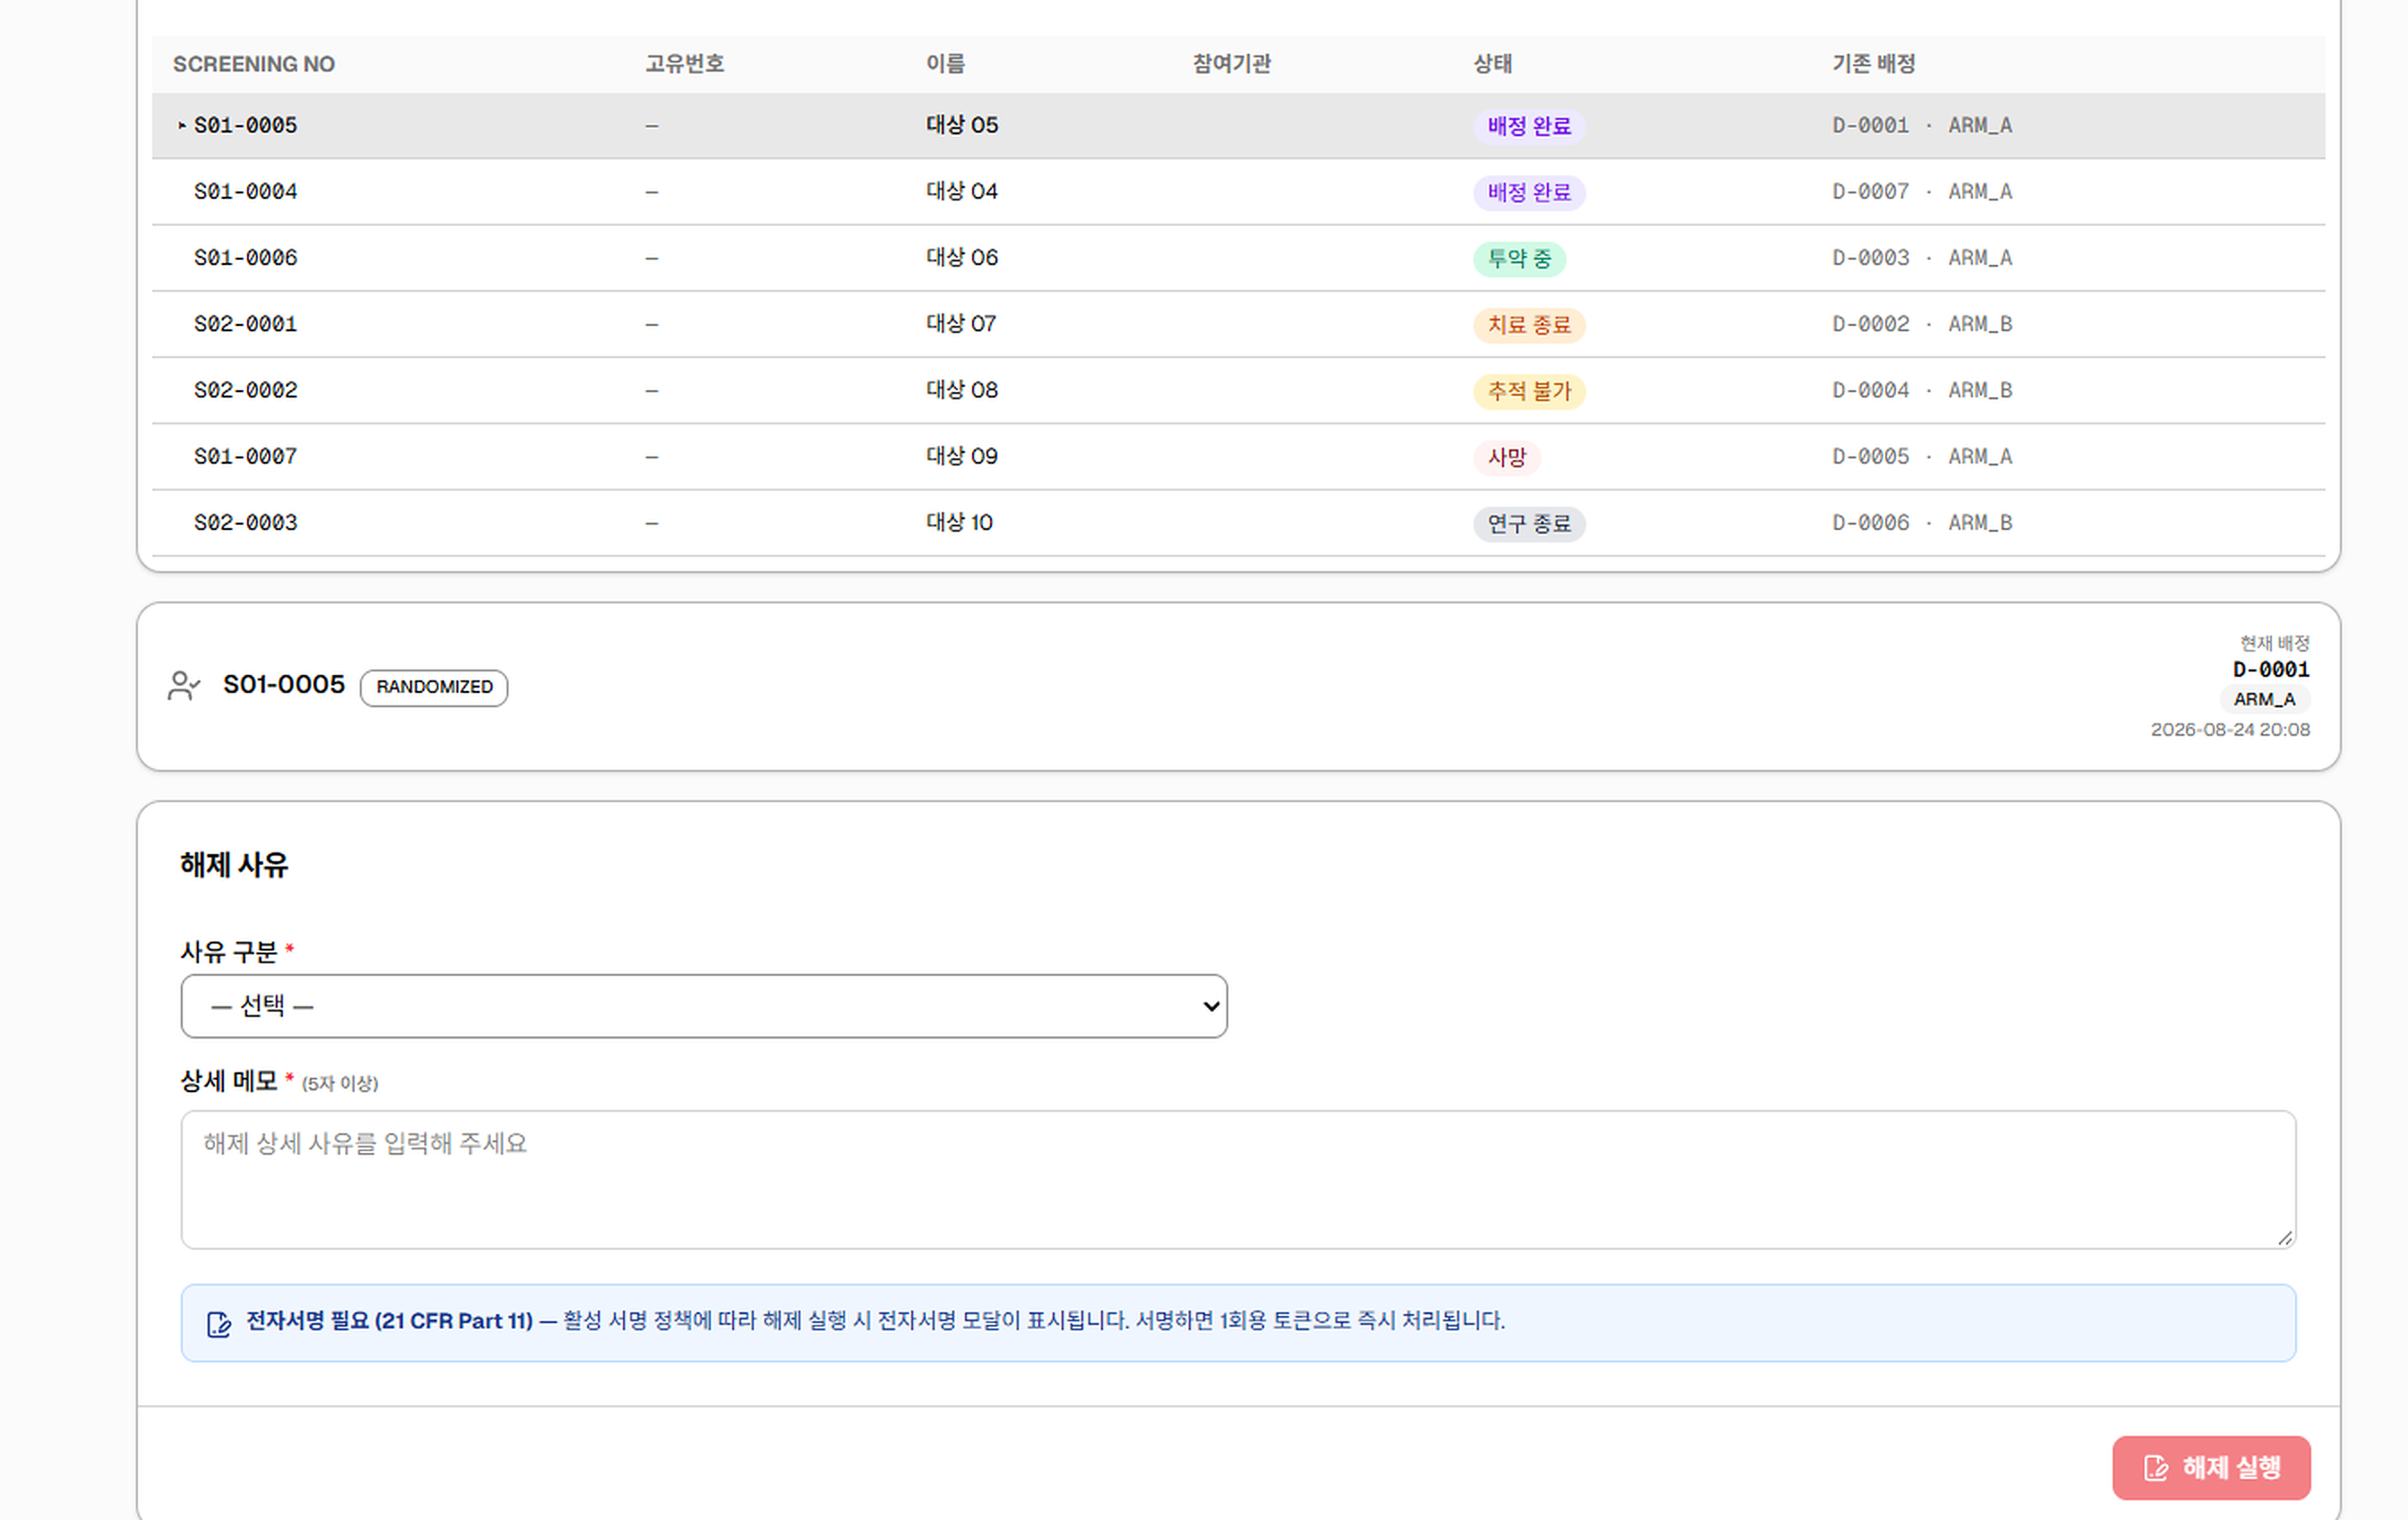 SCREENING NO 고유번호 이름 참여기관 상태 기존 배정
S01-0005 — 대상 05 배정 완료 D-0001 · ARM_A
S01-0004 — 대상 04 배정 완료 D-0007 · ARM_A
S01-0006 — 대상 06 투약 중 D-0003 · ARM_A
S02-0001 — 대상 07 치료 종료 D-0002 · ARM_B
S02-0002 — 대상 08 추적 불가 D-0004 · ARM_B
S01-0007 — 대상 09 사망 D-0005 · ARM_A
S02-0003 — 대상 10 연구 종료 D-0006 · ARM_B
S01-0005 RANDOMIZED
현재 배정
D-0001
ARM_A
2026-08-24 20:08
해제 사유
사유 구분 *
— 선택 —
상세 메모 * (5자 이상)
해제 상세 사유를 입력해 주세요
전자서명 필요 (21 CFR Part 11) — 활성 서명 정책에 따라 해제 실행 시 전자서명 모달이 표시됩니다. 서명하면 1회용 토큰으로 즉시 처리됩니다.
해제 실행